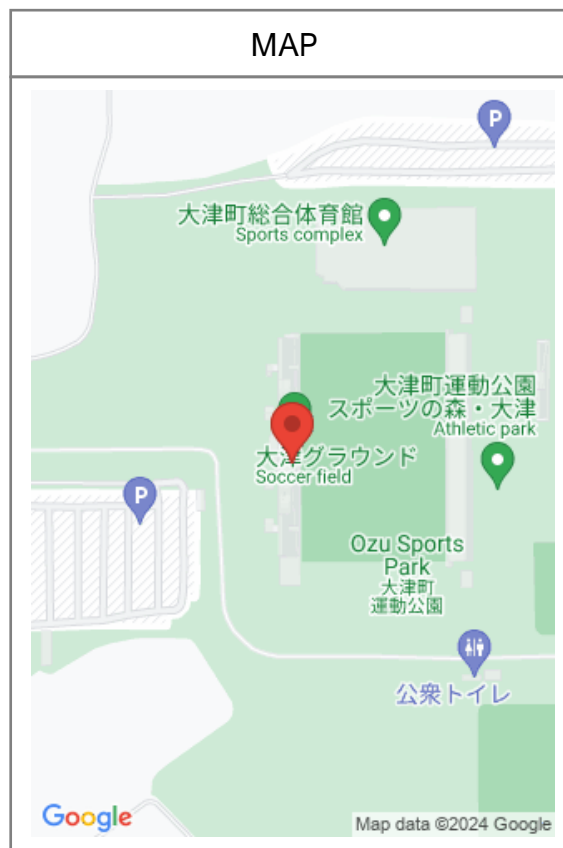 MAP
P
大津町総合体育館
Sports complex
大津町運動公園
スポーツの森・大津
Athletic park
大津グラウンド
Soccer field
P
Ozu Sports
Park
大津町
運動公園
公衆トイレ
Google
Map data ©2024 Google